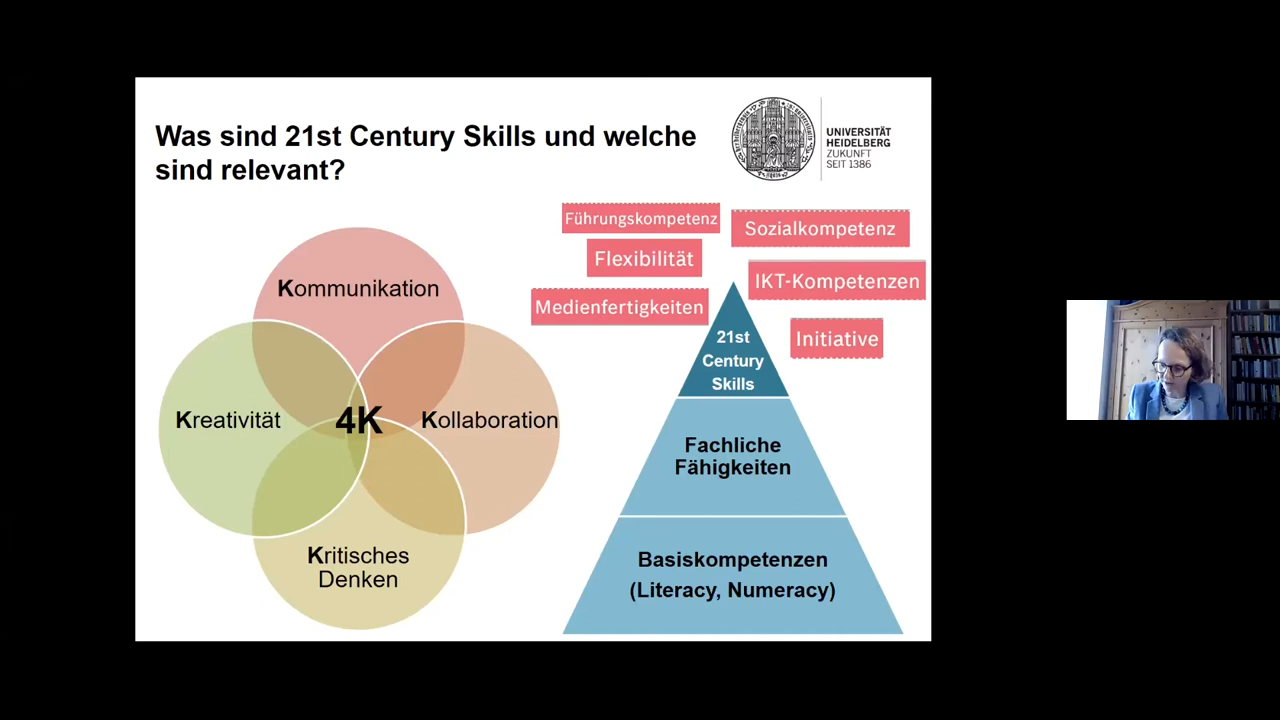 Was sind 21st Century Skills und welche
sind relevant?
UNIVERSITÄT
HEIDELBERG
ZUKUNFT
SEIT 1386
Kommunikation
Kreativität
4K
Kollaboration
Kritisches
Denken
Führungskompetenz
Sozialkompetenz
Flexibilität
IKT-Kompetenzen
Medienfertigkeiten
Initiative
21st
Century
Skills
Fachliche
Fähigkeiten
Basiskompetenzen
(Literacy, Numeracy)